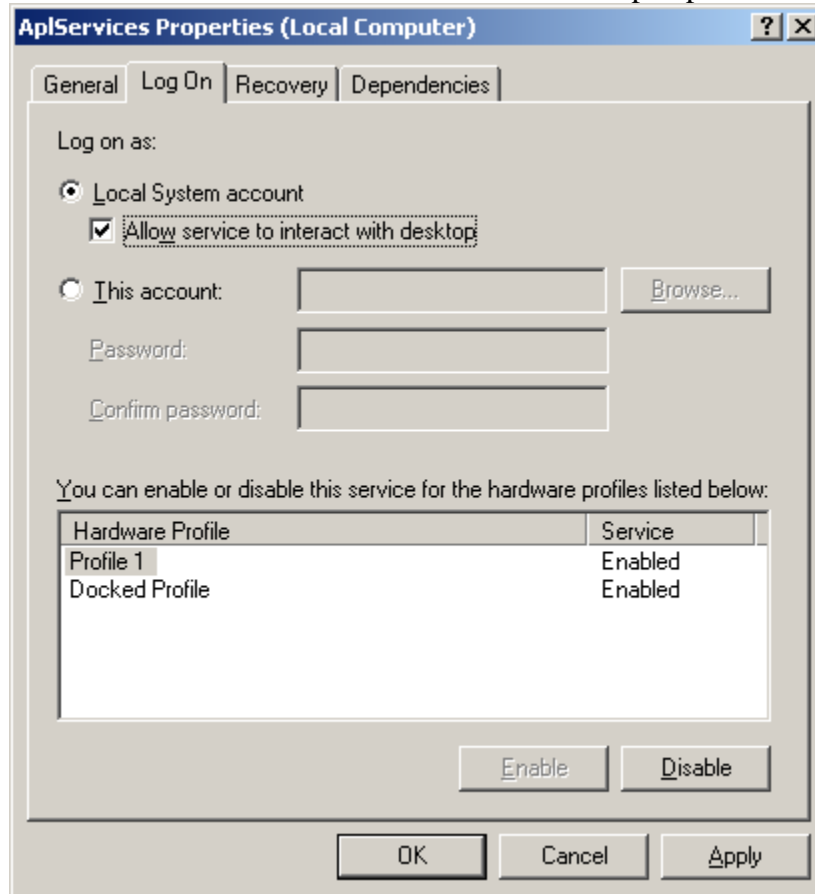 AplServices Properties (Local Computer)
General Log On Recovery Dependencies
Log on as:
Local System account
Allow service to interact with desktop
This account: Browse...
Password:
Confirm password:
You can enable or disable this service for the hardware profiles listed below:
Hardware Profile Service
Profile 1 Enabled
Docked Profile Enabled
Enable Disable
OK Cancel Apply